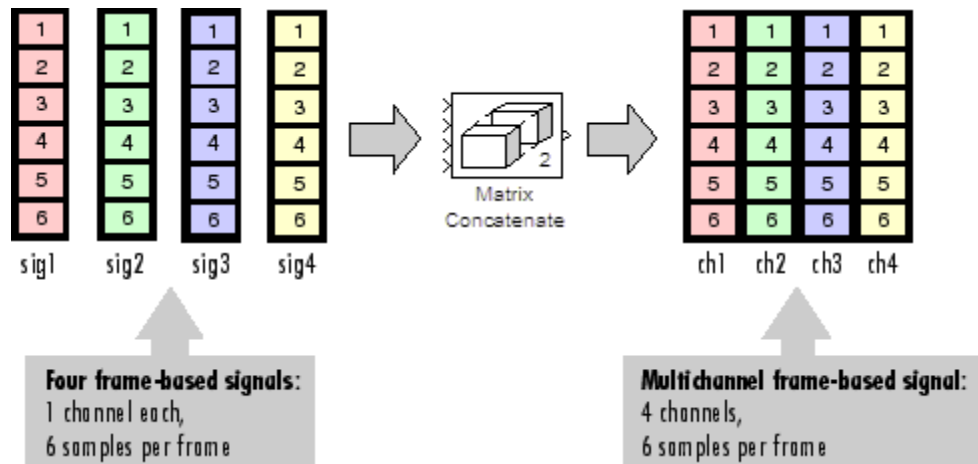 1 1 1 1 1 1 1 1
2 2 2 2 2 2 2 2
3 3 3 3 3 3 3 3
4 4 4 4 4 4 4 4
2
5 5 5 5 5 5 5 5
Matrix
Concatenate
6 6 6 6 6 6 6 6
sig1 sig2 sig3 sig4 ch1 ch2 ch3 ch4
Four frame-based signals:
1 channel each,
6 samples per frame
Multichannel frame-based signal:
4 channels,
6 samples per frame